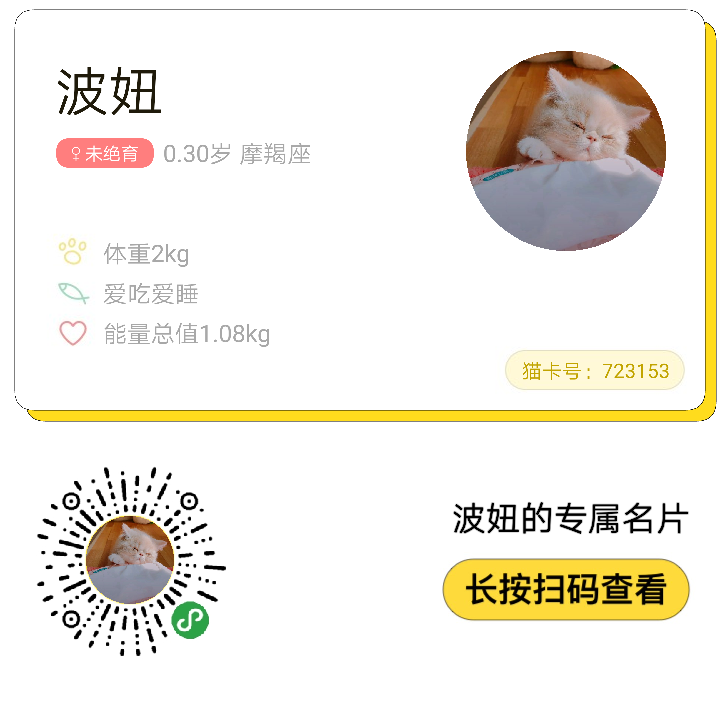 波妞
♀未绝育 0.30岁 摩羯座
体重2kg
爱吃爱睡
能量总值1.08kg
猫卡号：723153
波妞的专属名片
长按扫码查看